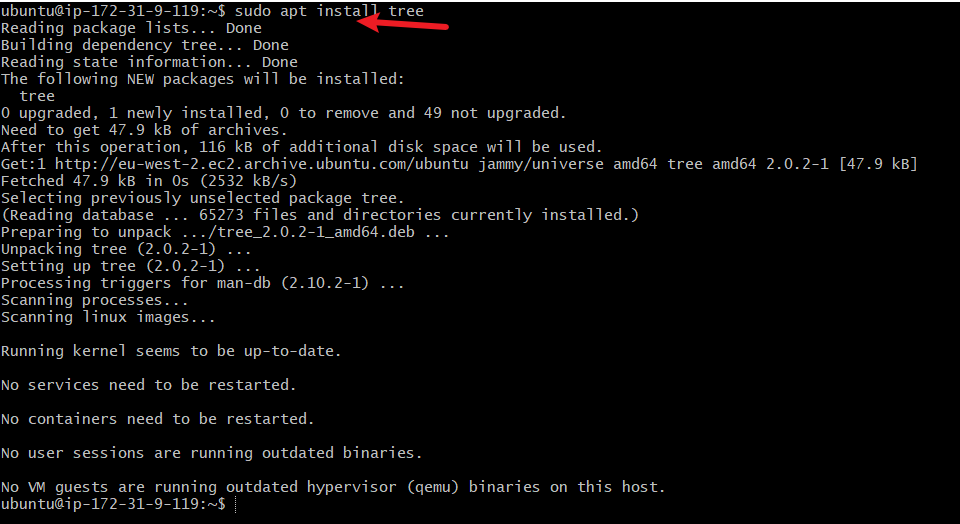 ubuntu@ip-172-31-9-119:~$ sudo apt install tree
Reading package lists... Done
Building dependency tree... Done
Reading state information... Done
The following NEW packages will be installed:
  tree
0 upgraded, 1 newly installed, 0 to remove and 49 not upgraded.
Need to get 47.9 kB of archives.
After this operation, 116 kB of additional disk space will be used.
Get:1 http://eu-west-2.ec2.archive.ubuntu.com/ubuntu jammy/universe amd64 tree amd64 2.0.2-1 [47.9 kB]
Fetched 47.9 kB in 0s (2532 kB/s)
Selecting previously unselected package tree.
(Reading database ... 65273 files and directories currently installed.)
Preparing to unpack .../tree_2.0.2-1_amd64.deb ...
Unpacking tree (2.0.2-1) ...
Setting up tree (2.0.2-1) ...
Processing triggers for man-db (2.10.2-1) ...
Scanning processes...
Scanning linux images...

Running kernel seems to be up-to-date.

No services need to be restarted.

No containers need to be restarted.

No user sessions are running outdated binaries.

No VM guests are running outdated hypervisor (qemu) binaries on this host.
ubuntu@ip-172-31-9-119:~$